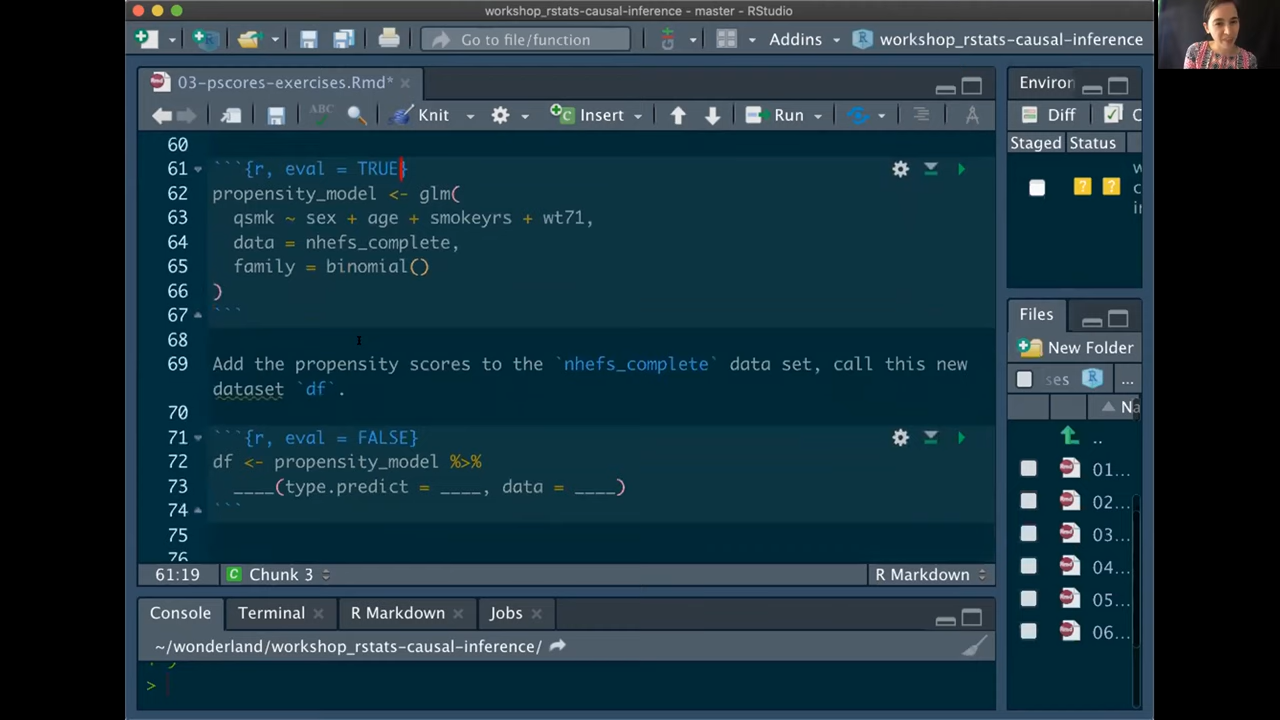 workshop_rstats-causal-inference - master - RStudio
Go to file/function
Addins
workshop_rstats-causal-inference
03-pscores-exercises.Rmd*
ABC
Knit
Insert
Run
60
61 ```{r, eval = TRUE}
62 propensity_model <- glm(
63 qsmk ~ sex + age + smokeyrs + wt71,
64 data = nhefs_complete,
65 family = binomial()
66 )
67 ```
68
69 Add the propensity scores to the `nhefs_complete` data set, call this new
dataset `df`.
70
71 ```{r, eval = FALSE}
72 df <- propensity_model %>%
73 ____(type.predict = ____, data = ____)
74 ```
75
76
61:19 Chunk 3 R Markdown
Console Terminal R Markdown Jobs
~/wonderland/workshop_rstats-causal-inference/
>
Environ
Diff
Staged Status
Files
New Folder
ses ...
Na
..
01...
02...
03...
04...
05...
06...